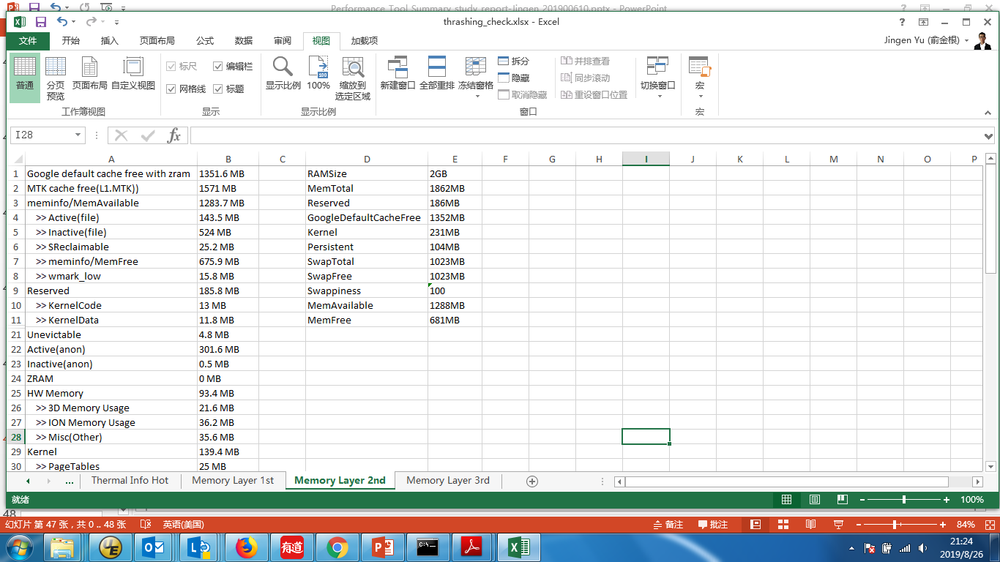 Performance Tool Summary study report-Jingen 201900610.pptx - PowerPoint
thrashing_check.xlsx - Excel
文件 开始 插入 页面布局 公式 数据 审阅 视图 加载项 Jingen Yu (俞金根)
普通 分页预览 页面布局 自定义视图
工作簿视图
标尺 编辑栏
网格线 标题
显示
显示比例 100% 缩放到选定区域
显示比例
新建窗口 全部重排 冻结窗格
拆分 并排查看
隐藏 同步滚动
取消隐藏 重设窗口位置
切换窗口
窗口
宏
宏
I28 fx
A B C D E F G H I J K L M N O P
1 Google default cache free with zram 1351.6 MB RAMSize 2GB
2 MTK cache free(L1.MTK)) 1571 MB MemTotal 1862MB
3 meminfo/MemAvailable 1283.7 MB Reserved 186MB
4 >> Active(file) 143.5 MB GoogleDefaultCacheFree 1352MB
5 >> Inactive(file) 524 MB Kernel 231MB
6 >> SReclaimable 25.2 MB Persistent 104MB
7 >> meminfo/MemFree 675.9 MB SwapTotal 1023MB
8 >> wmark_low 15.8 MB SwapFree 1023MB
9 Reserved 185.8 MB Swappiness 100
10 >> KernelCode 13 MB MemAvailable 1288MB
11 >> KernelData 11.8 MB MemFree 681MB
21 Unevictable 4.8 MB
22 Active(anon) 301.6 MB
23 Inactive(anon) 0.5 MB
24 ZRAM 0 MB
25 HW Memory 93.4 MB
26 >> 3D Memory Usage 21.6 MB
27 >> ION Memory Usage 36.2 MB
28 >> Misc(Other) 35.6 MB
29 Kernel 139.4 MB
30 >> PageTables 25 MB
... Thermal Info Hot Memory Layer 1st Memory Layer 2nd Memory Layer 3rd
就绪 100%
48
幻灯片 第 47 张，共 0 .. 48 张 英语(美国) 备注 批注 84%
有道
21:24
2019/8/26